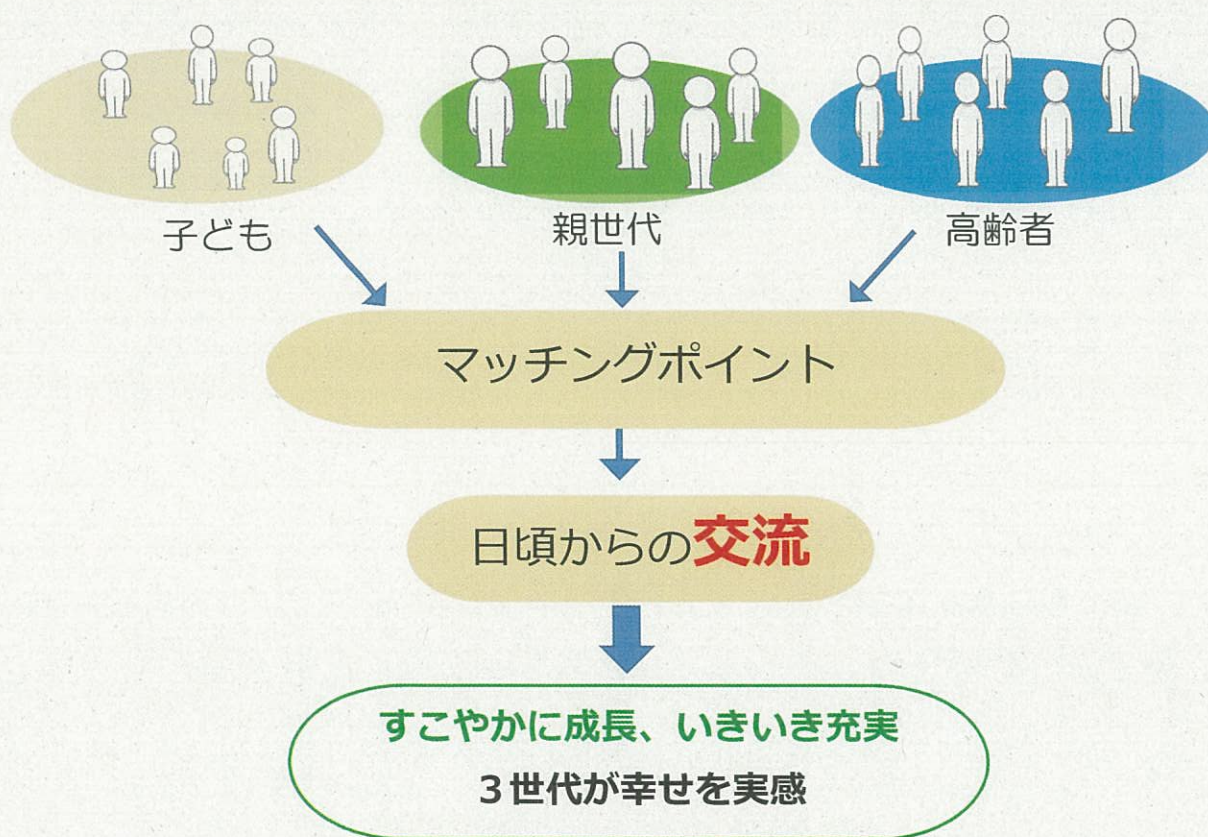 子ども
親世代
高齢者
マッチングポイント
日頃からの交流
すこやかに成長、いきいき充実
3世代が幸せを実感